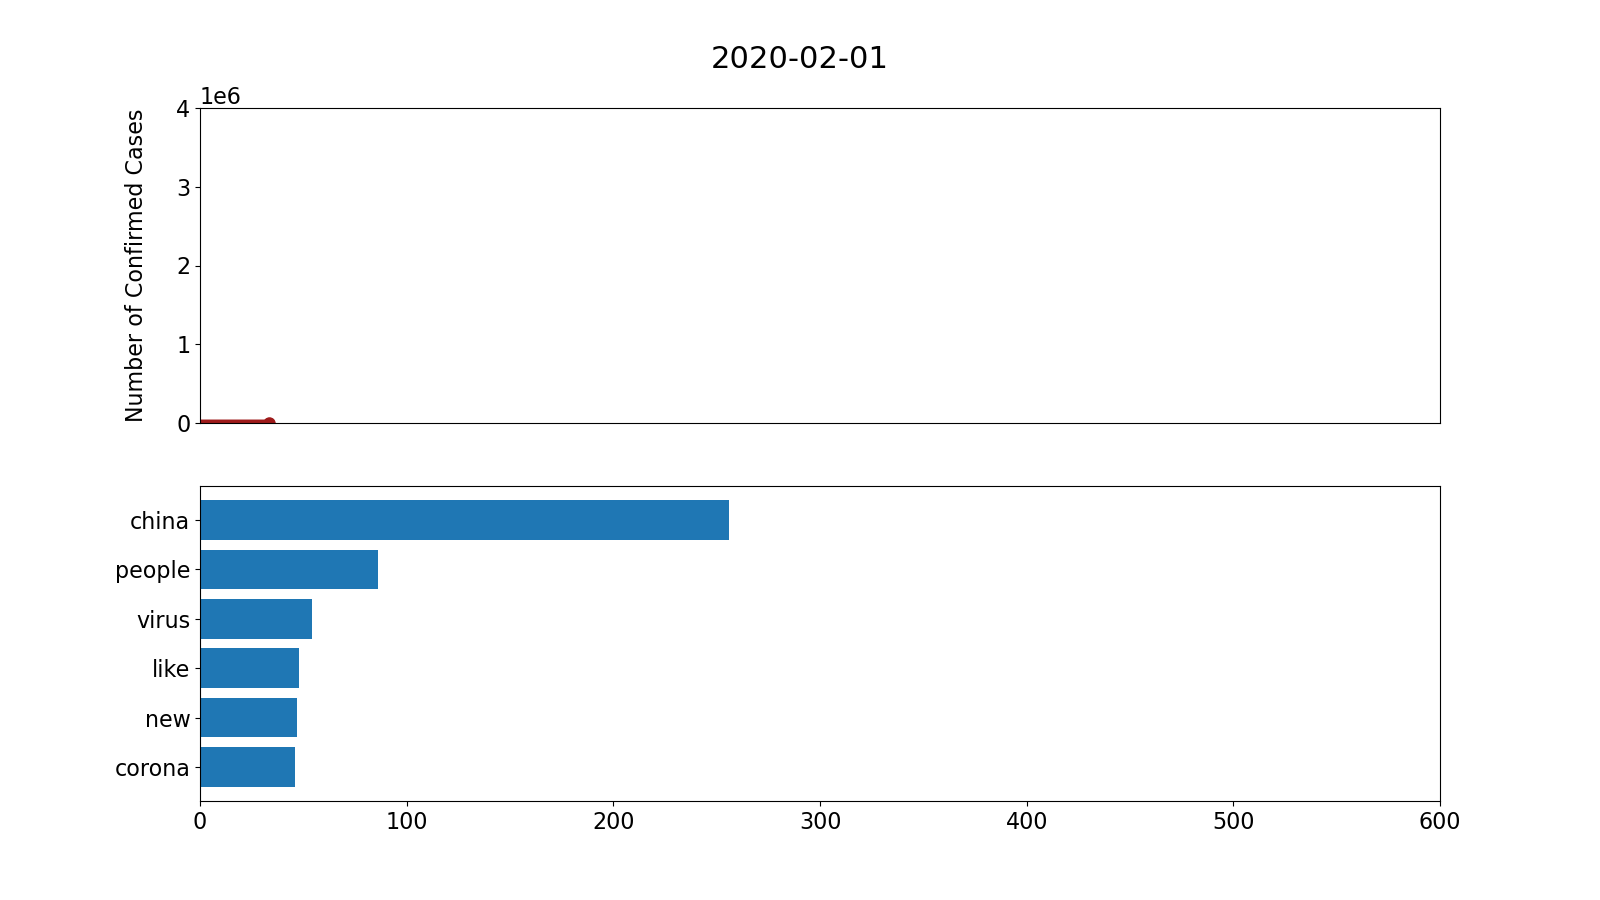 2020-02-01
1e6
4
3
2
1
0
Number of Confirmed Cases
china
people
virus
like
new
corona
0 100 200 300 400 500 600